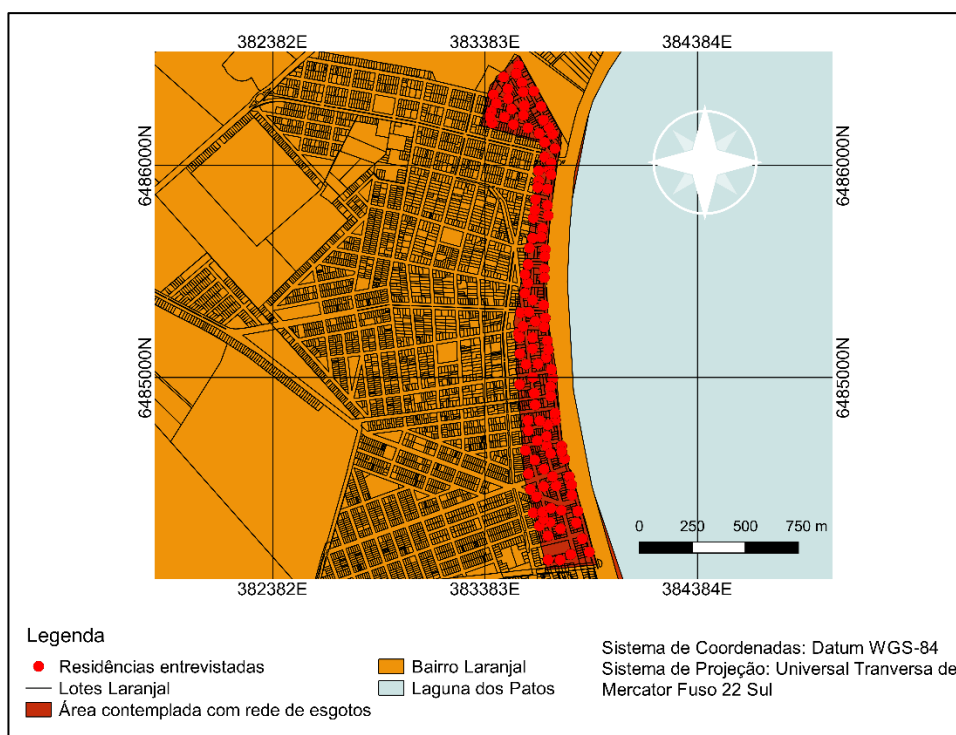 382382E 383383E 384384E
6486000N 6486000N
6485000N 6485000N
0 250 500 750 m
382382E 383383E 384384E
Legenda
Residências entrevistadas
Lotes Laranjal
Área contemplada com rede de esgotos
Bairro Laranjal
Laguna dos Patos
Sistema de Coordenadas: Datum WGS-84
Sistema de Projeção: Universal Tranversa de
Mercator Fuso 22 Sul